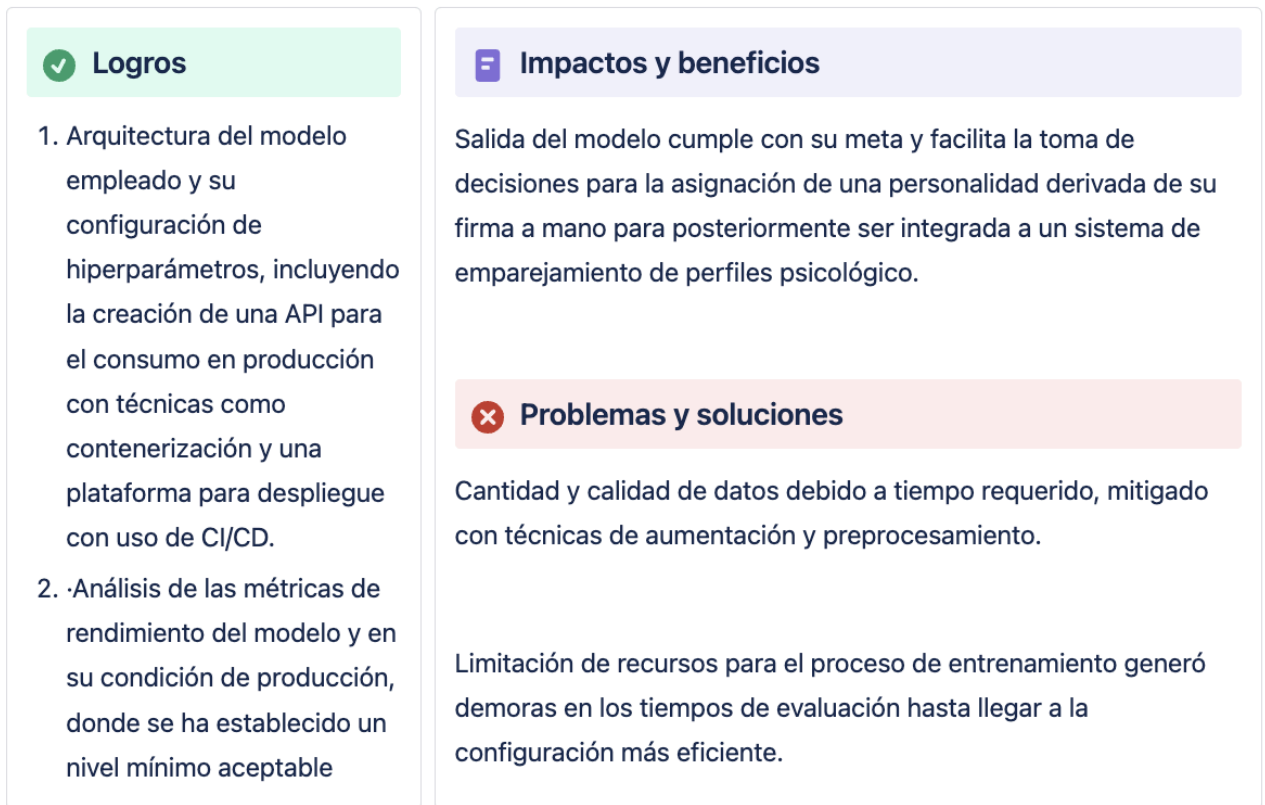 Logros
1. Arquitectura del modelo
empleado y su
configuración de
hiperparámetros, incluyendo
la creación de una API para
el consumo en producción
con técnicas como
contenerización y una
plataforma para despliegue
con uso de CI/CD.
2. ·Análisis de las métricas de
rendimiento del modelo y en
su condición de producción,
donde se ha establecido un
nivel mínimo aceptable
Impactos y beneficios
Salida del modelo cumple con su meta y facilita la toma de
decisiones para la asignación de una personalidad derivada de su
firma a mano para posteriormente ser integrada a un sistema de
emparejamiento de perfiles psicológico.
Problemas y soluciones
Cantidad y calidad de datos debido a tiempo requerido, mitigado
con técnicas de aumentación y preprocesamiento.
Limitación de recursos para el proceso de entrenamiento generó
demoras en los tiempos de evaluación hasta llegar a la
configuración más eficiente.